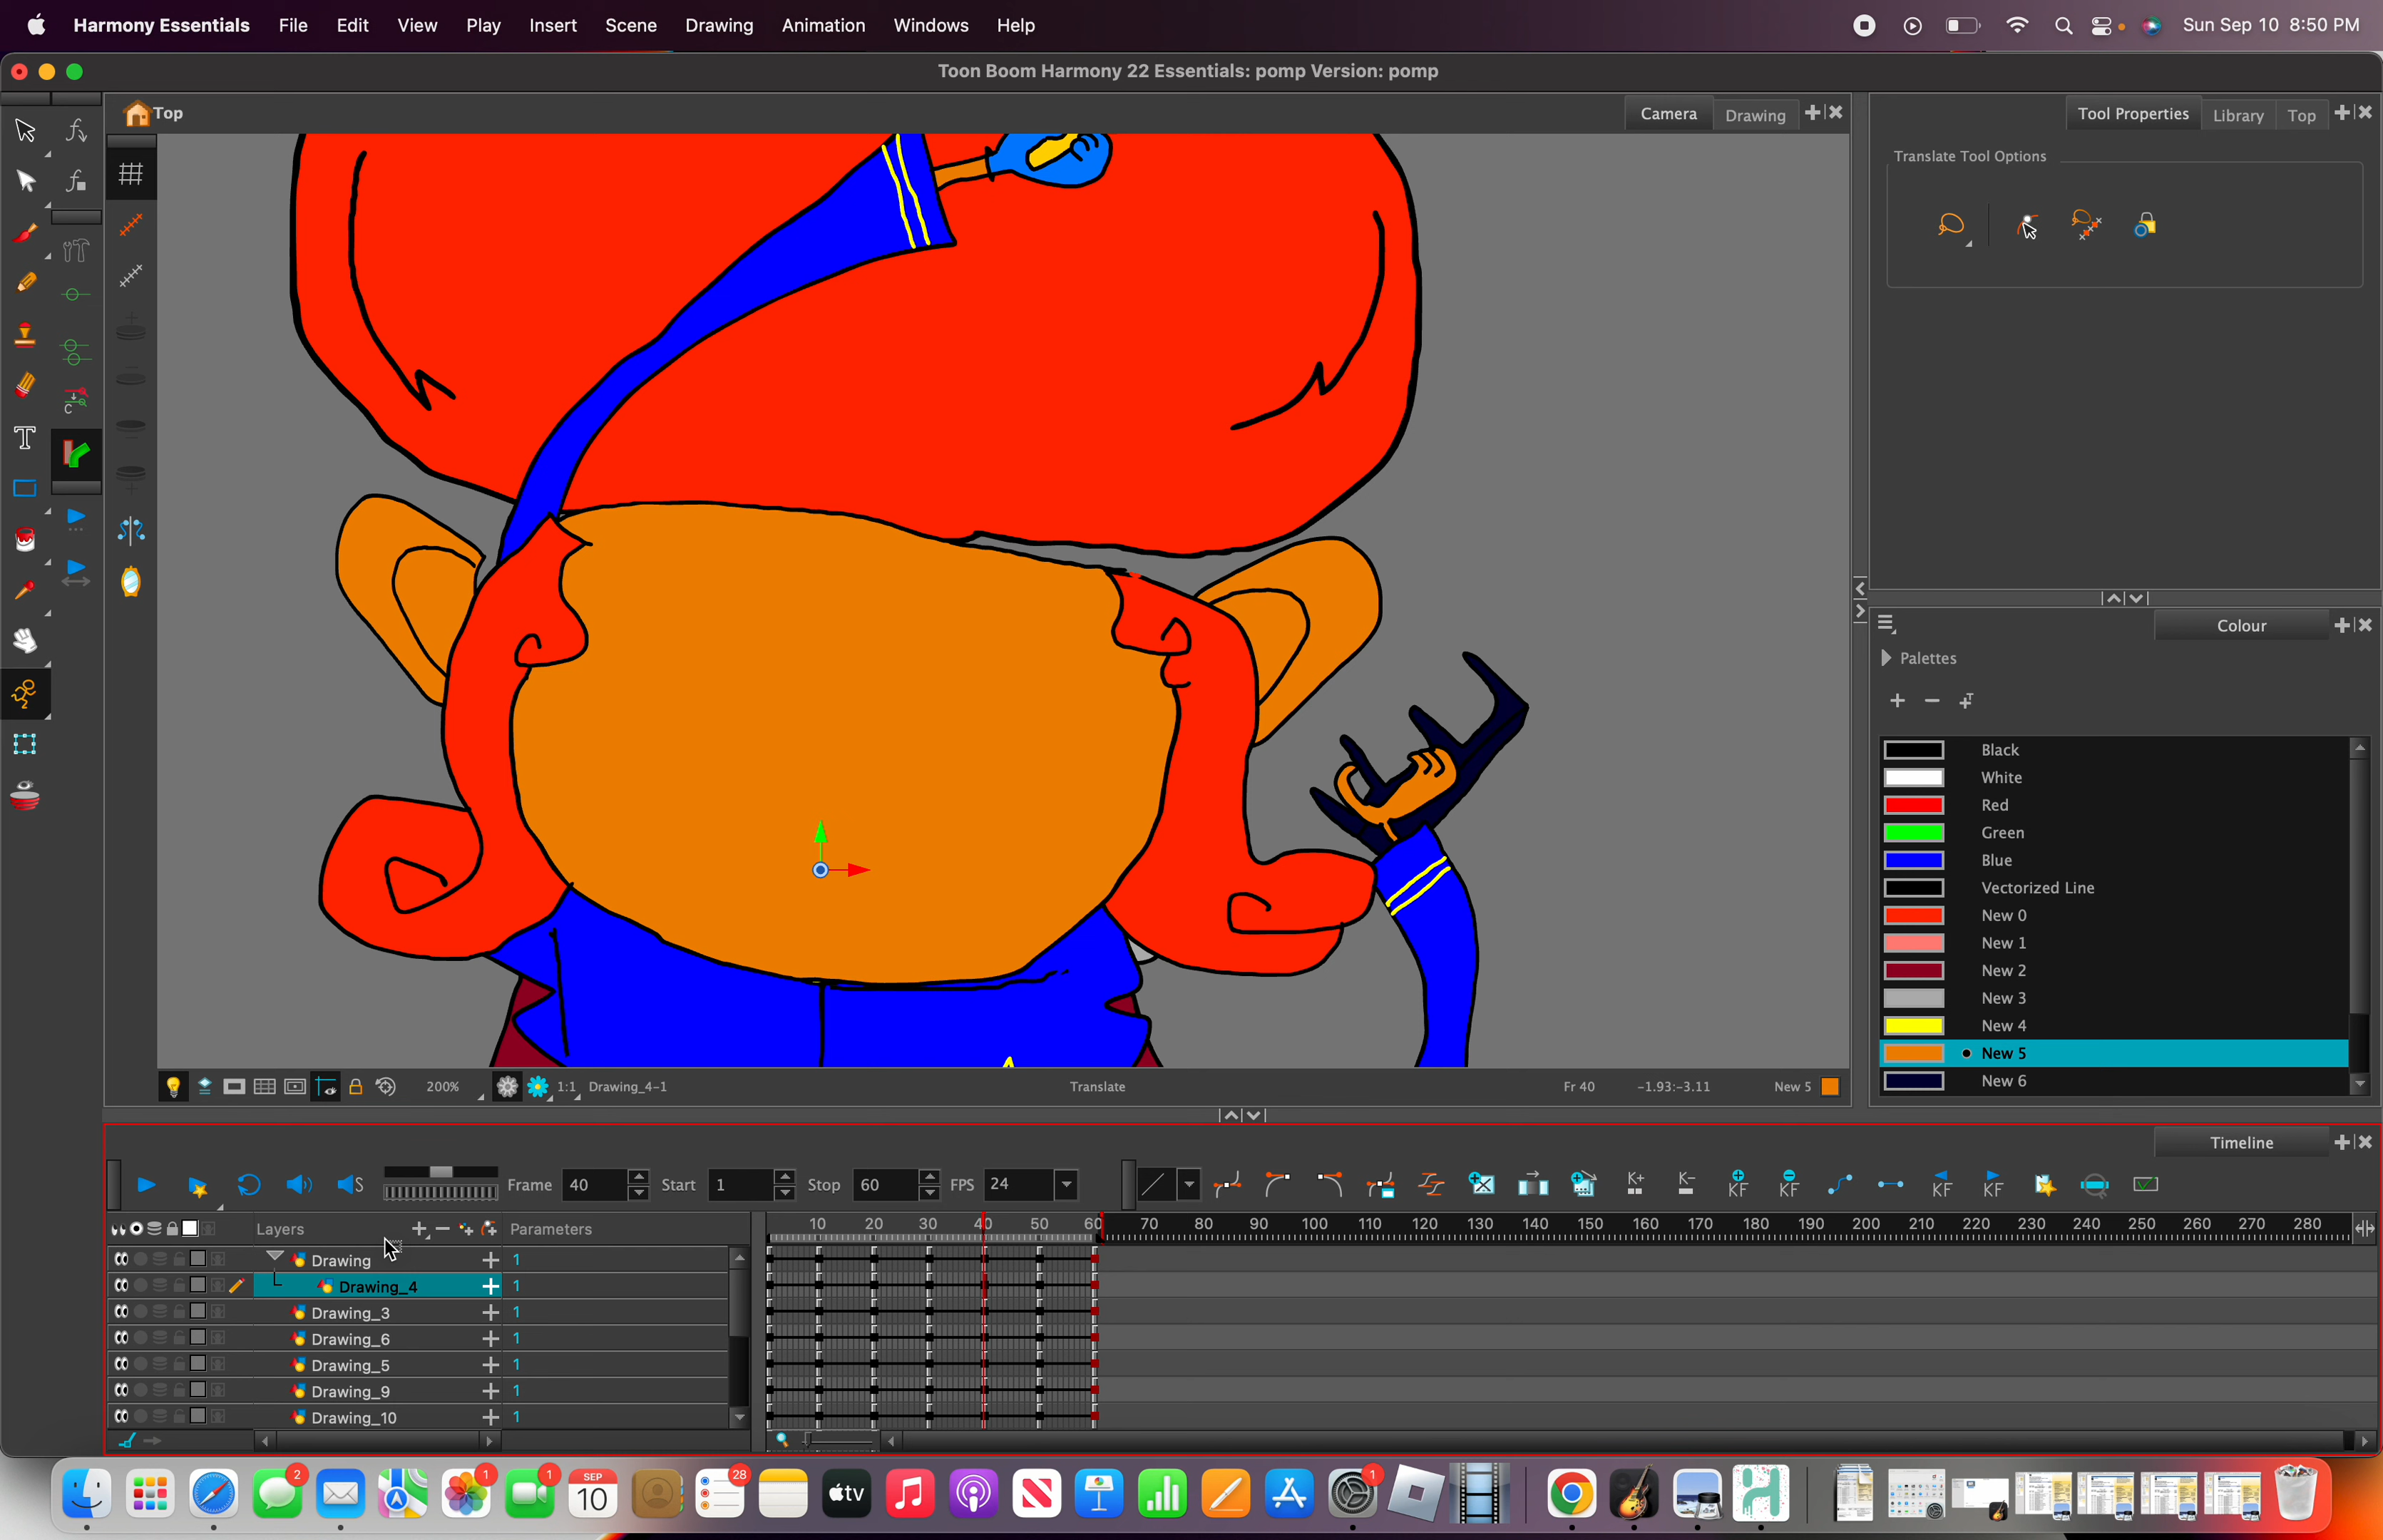 Harmony Essentials File Edit View Play Insert Scene Drawing Animation Windows Help Sun Sep 10 8:50 PM
Toon Boom Harmony 22 Essentials: pomp Version: pomp
Top Camera Drawing Tool Properties Library Top
Translate Tool Options
Colour
Palettes
Black
White
Red
Green
Blue
Vectorized Line
New 0
New 1
New 2
New 3
New 4
New 5
New 6
200% 1:1 Drawing_4-1 Translate Fr 40 -1.93:-3.11 New 5
Timeline
Frame 40 Start 1 Stop 60 FPS 24
Layers Parameters 10 20 30 40 50 60 70 80 90 100 110 120 130 140 150 160 170 180 190 200 210 220 230 240 250 260 270 280
Drawing 1
Drawing_4 1
Drawing_3 1
Drawing_6 1
Drawing_5 1
Drawing_9 1
Drawing_10 1
2 1 1 SEP 10 28 tv 1